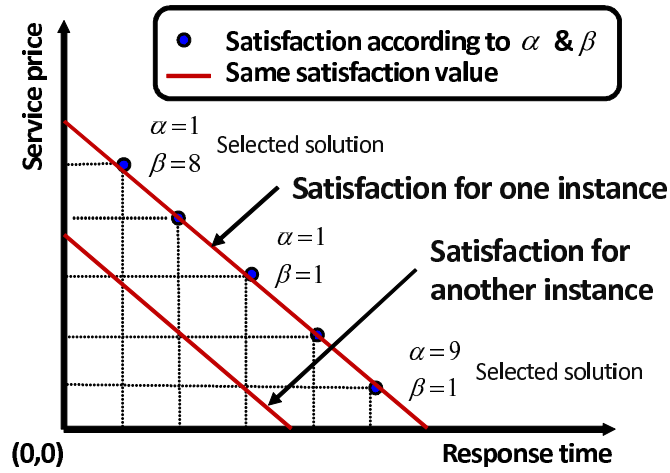 Satisfaction according to α & β
Same satisfaction value
Service price
α=1
β=8
Selected solution
Satisfaction for one instance
α=1
β=1
Satisfaction for
another instance
α=9
β=1
Selected solution
(0,0)
Response time